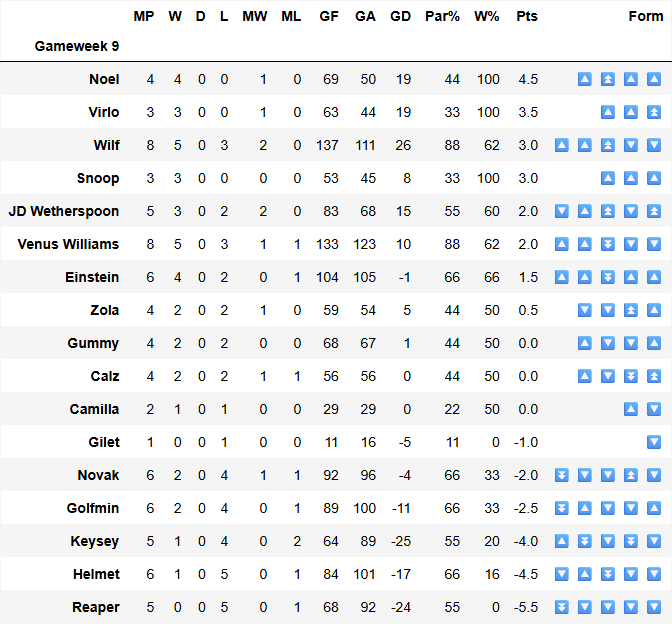 MP W D L MW ML GF GA GD Par% W% Pts Form
Gameweek 9
Noel 4 4 0 0 1 0 69 50 19 44 100 4.5 🔼 ⏫ 🔼 🔼
Virlo 3 3 0 0 1 0 63 44 19 33 100 3.5 🔼 🔼 ⏫
Wilf 8 5 0 3 2 0 137 111 26 88 62 3.0 🔼 🔼 ⏫ 🔽 🔽
Snoop 3 3 0 0 0 0 53 45 8 33 100 3.0 🔼 🔼 🔼
JD Wetherspoon 5 3 0 2 2 0 83 68 15 55 60 2.0 🔽 🔼 ⏫ 🔽 ⏫
Venus Williams 8 5 0 3 1 1 133 123 10 88 62 2.0 🔼 🔼 ⏬ 🔽 🔽
Einstein 6 4 0 2 0 1 104 105 -1 66 66 1.5 🔼 🔼 ⏬ 🔼 🔼
Zola 4 2 0 2 1 0 59 54 5 44 50 0.5 🔽 🔽 ⏫ 🔼
Gummy 4 2 0 2 0 0 68 67 1 44 50 0.0 🔼 🔽 🔽 🔼
Calz 4 2 0 2 1 1 56 56 0 44 50 0.0 🔼 🔽 ⏬ ⏫
Camilla 2 1 0 1 0 0 29 29 0 22 50 0.0 🔼 🔽
Gilet 1 0 0 1 0 0 11 16 -5 11 0 -1.0 🔽
Novak 6 2 0 4 1 1 92 96 -4 66 33 -2.0 ⏬ 🔽 🔽 ⏫ 🔽
Golfmin 6 2 0 4 0 1 89 100 -11 66 33 -2.5 ⏬ 🔼 🔽 🔽 🔼
Keysey 5 1 0 4 0 2 64 89 -25 55 20 -4.0 🔼 ⏬ 🔽 ⏬ 🔽
Helmet 6 1 0 5 0 1 84 101 -17 66 16 -4.5 🔽 🔼 ⏬ 🔽 🔽
Reaper 5 0 0 5 0 1 68 92 -24 55 0 -5.5 ⏬ 🔽 🔽 🔽 🔽